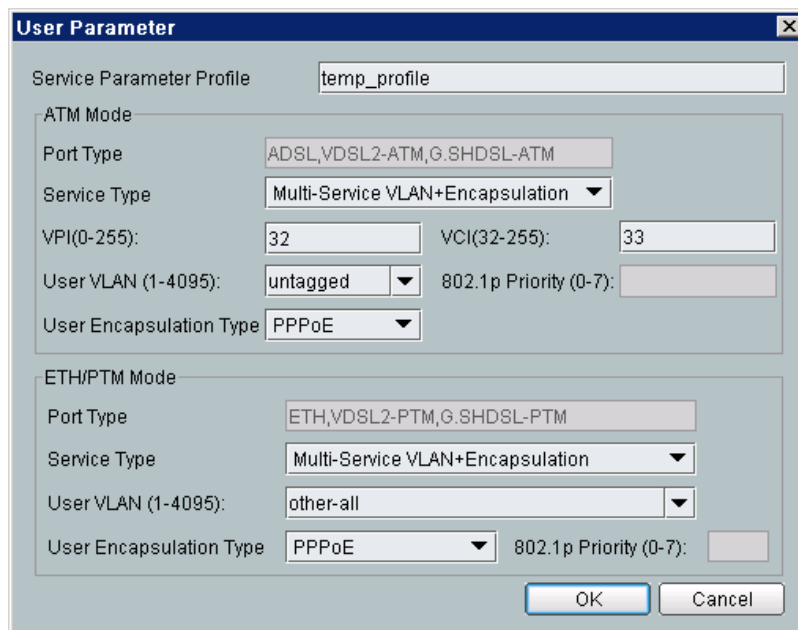 User Parameter
Service Parameter Profile temp_profile
ATM Mode
Port Type ADSL,VDSL2-ATM,G.SHDSL-ATM
Service Type Multi-Service VLAN+Encapsulation
VPI(0-255): 32 VCI(32-255): 33
User VLAN (1-4095): untagged 802.1p Priority (0-7):
User Encapsulation Type PPPoE
ETH/PTM Mode
Port Type ETH,VDSL2-PTM,G.SHDSL-PTM
Service Type Multi-Service VLAN+Encapsulation
User VLAN (1-4095): other-all
User Encapsulation Type PPPoE 802.1p Priority (0-7):
OK Cancel